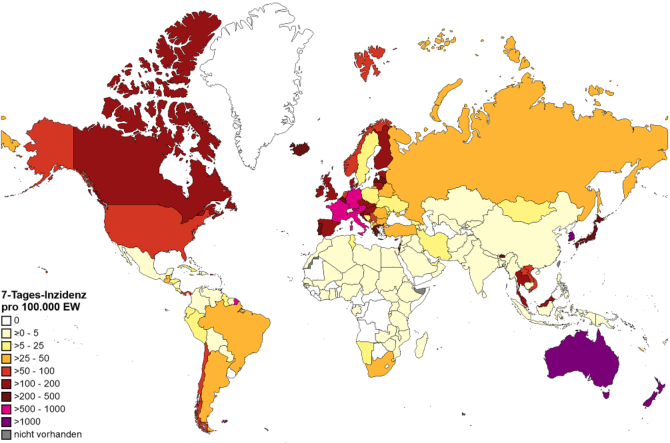 7-Tages-Inzidenz
pro 100.000 EW
0
>0 - 5
>5 - 25
>25 - 50
>50 - 100
>100 - 200
>200 - 500
>500 - 1000
>1000
nicht vorhanden